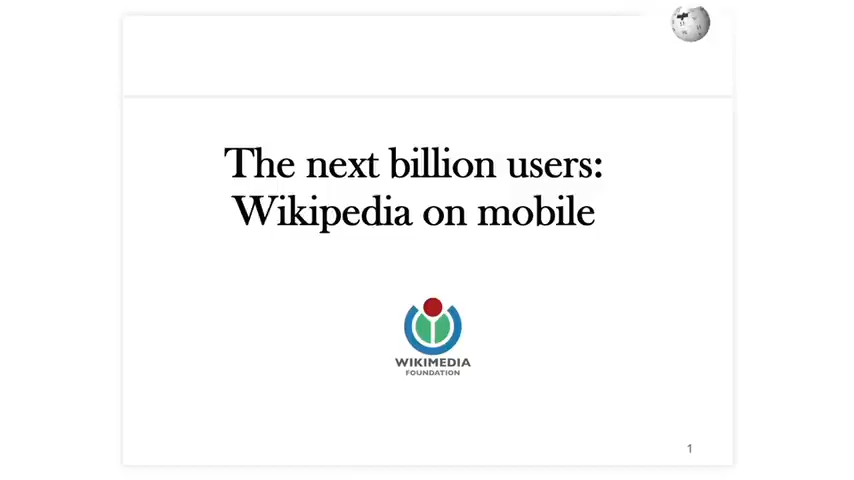 The next billion users:
Wikipedia on mobile
WIKIMEDIA
FOUNDATION
1